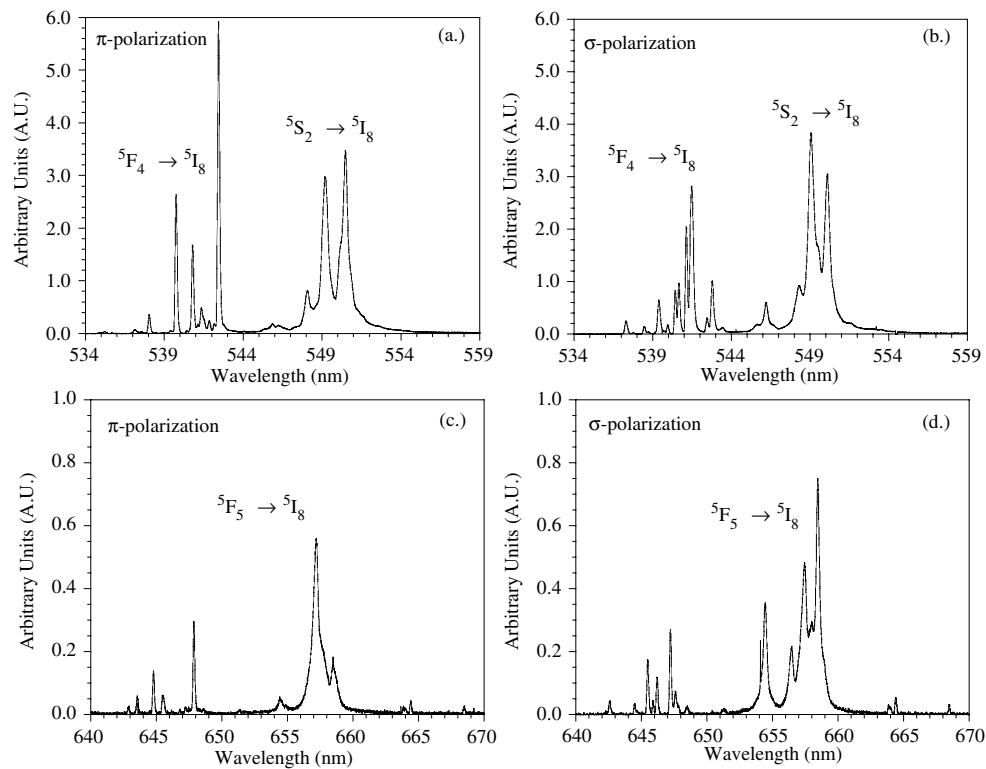 6.0
5.0
4.0
3.0
2.0
1.0
0.0
Arbitrary Units (A.U.)
π-polarization
(a.)
⁵F₄ → ⁵I₈
⁵S₂ → ⁵I₈
534 539 544 549 554 559
Wavelength (nm)
6.0
5.0
4.0
3.0
2.0
1.0
0.0
Arbitrary Units (A.U.)
σ-polarization
(b.)
⁵F₄ → ⁵I₈
⁵S₂ → ⁵I₈
534 539 544 549 554 559
Wavelength (nm)
1.0
0.8
0.6
0.4
0.2
0.0
Arbitrary Units (A.U.)
π-polarization
(c.)
⁵F₅ → ⁵I₈
640 645 650 655 660 665 670
Wavelength (nm)
1.0
0.8
0.6
0.4
0.2
0.0
Arbitrary Units (A.U.)
σ-polarization
(d.)
⁵F₅ → ⁵I₈
640 645 650 655 660 665 670
Wavelength (nm)